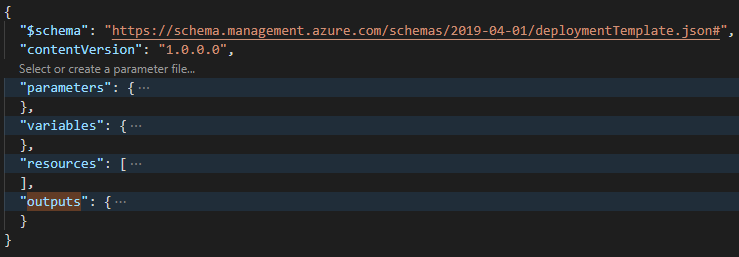 {
"$schema": "https://schema.management.azure.com/schemas/2019-04-01/deploymentTemplate.json#",
"contentVersion": "1.0.0.0",
Select or create a parameter file...
"parameters": { ···
},
"variables": { ···
},
"resources": [ ···
],
"outputs": { ···
}
}